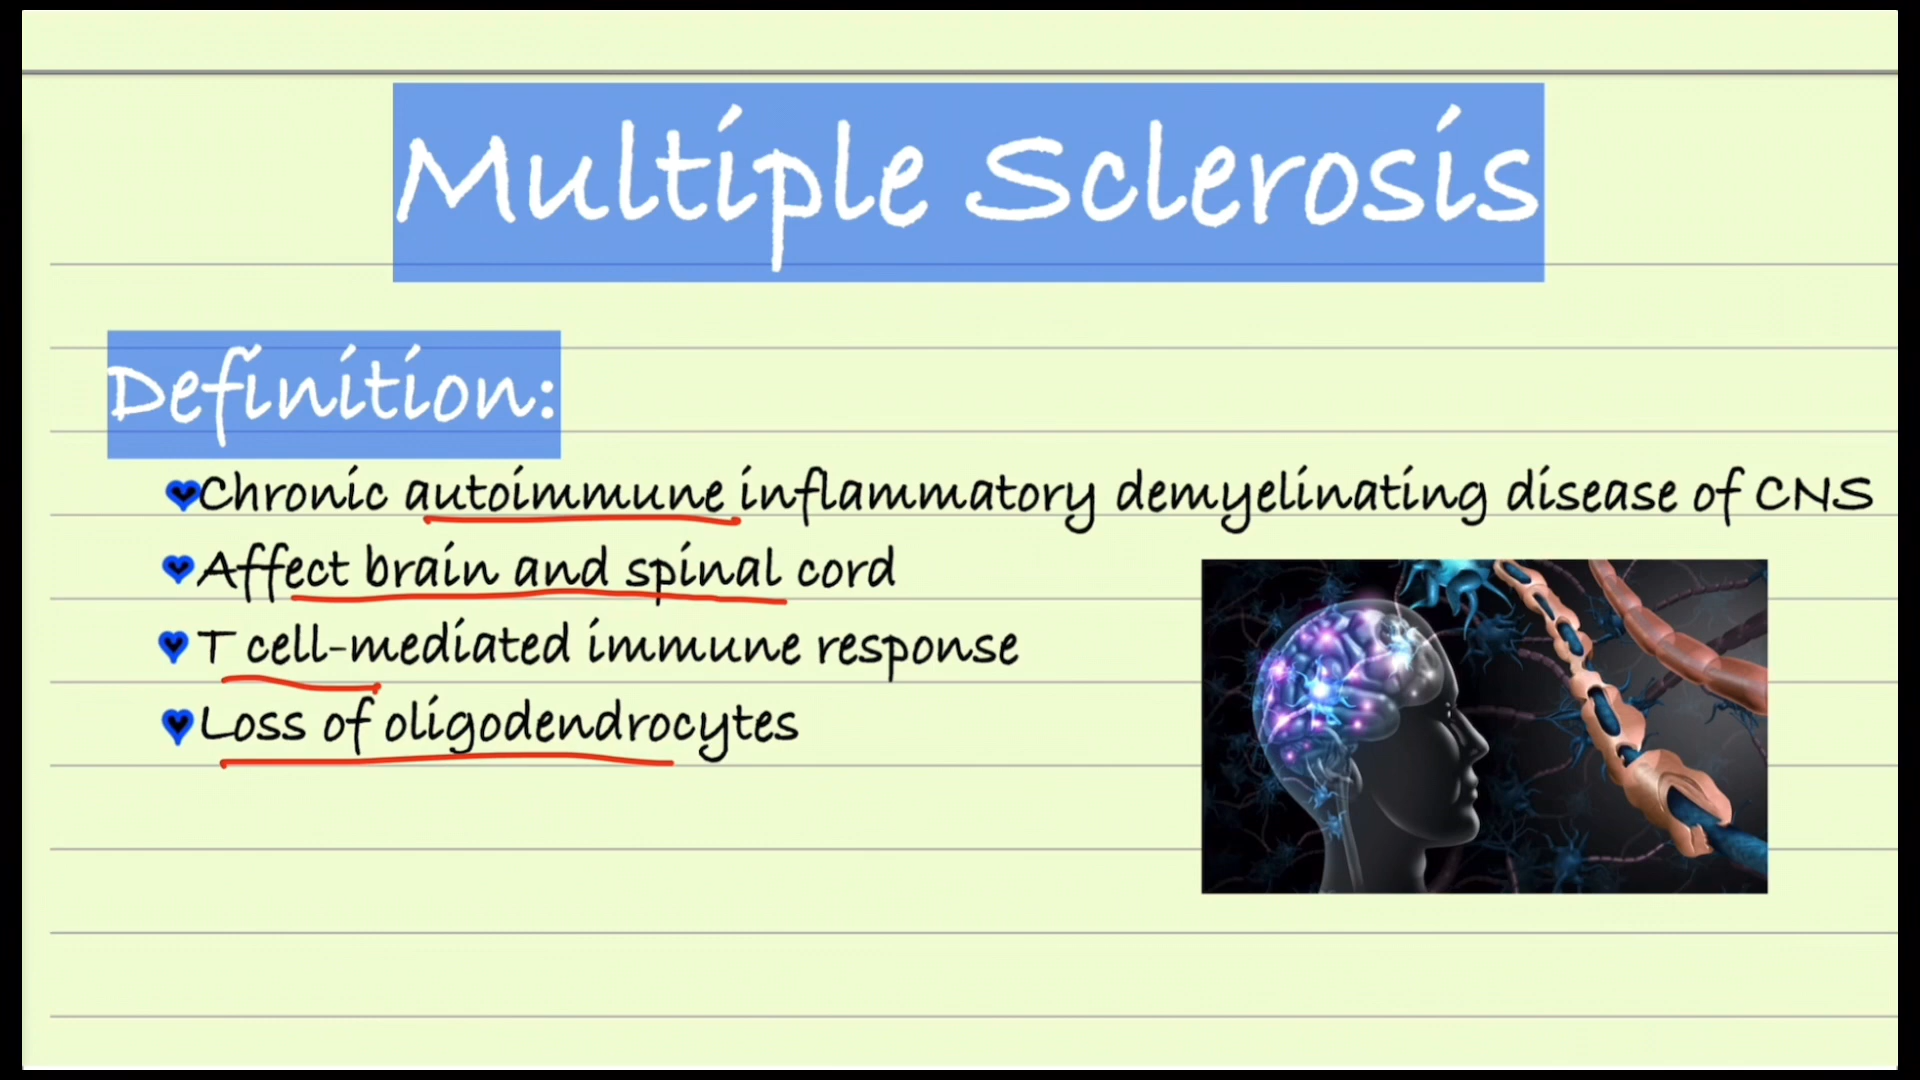 Multiple Sclerosis
Definition:
Chronic autoimmune inflammatory demyelinating disease of CNS
Affect brain and spinal cord
T cell-mediated immune response
Loss of oligodendrocytes